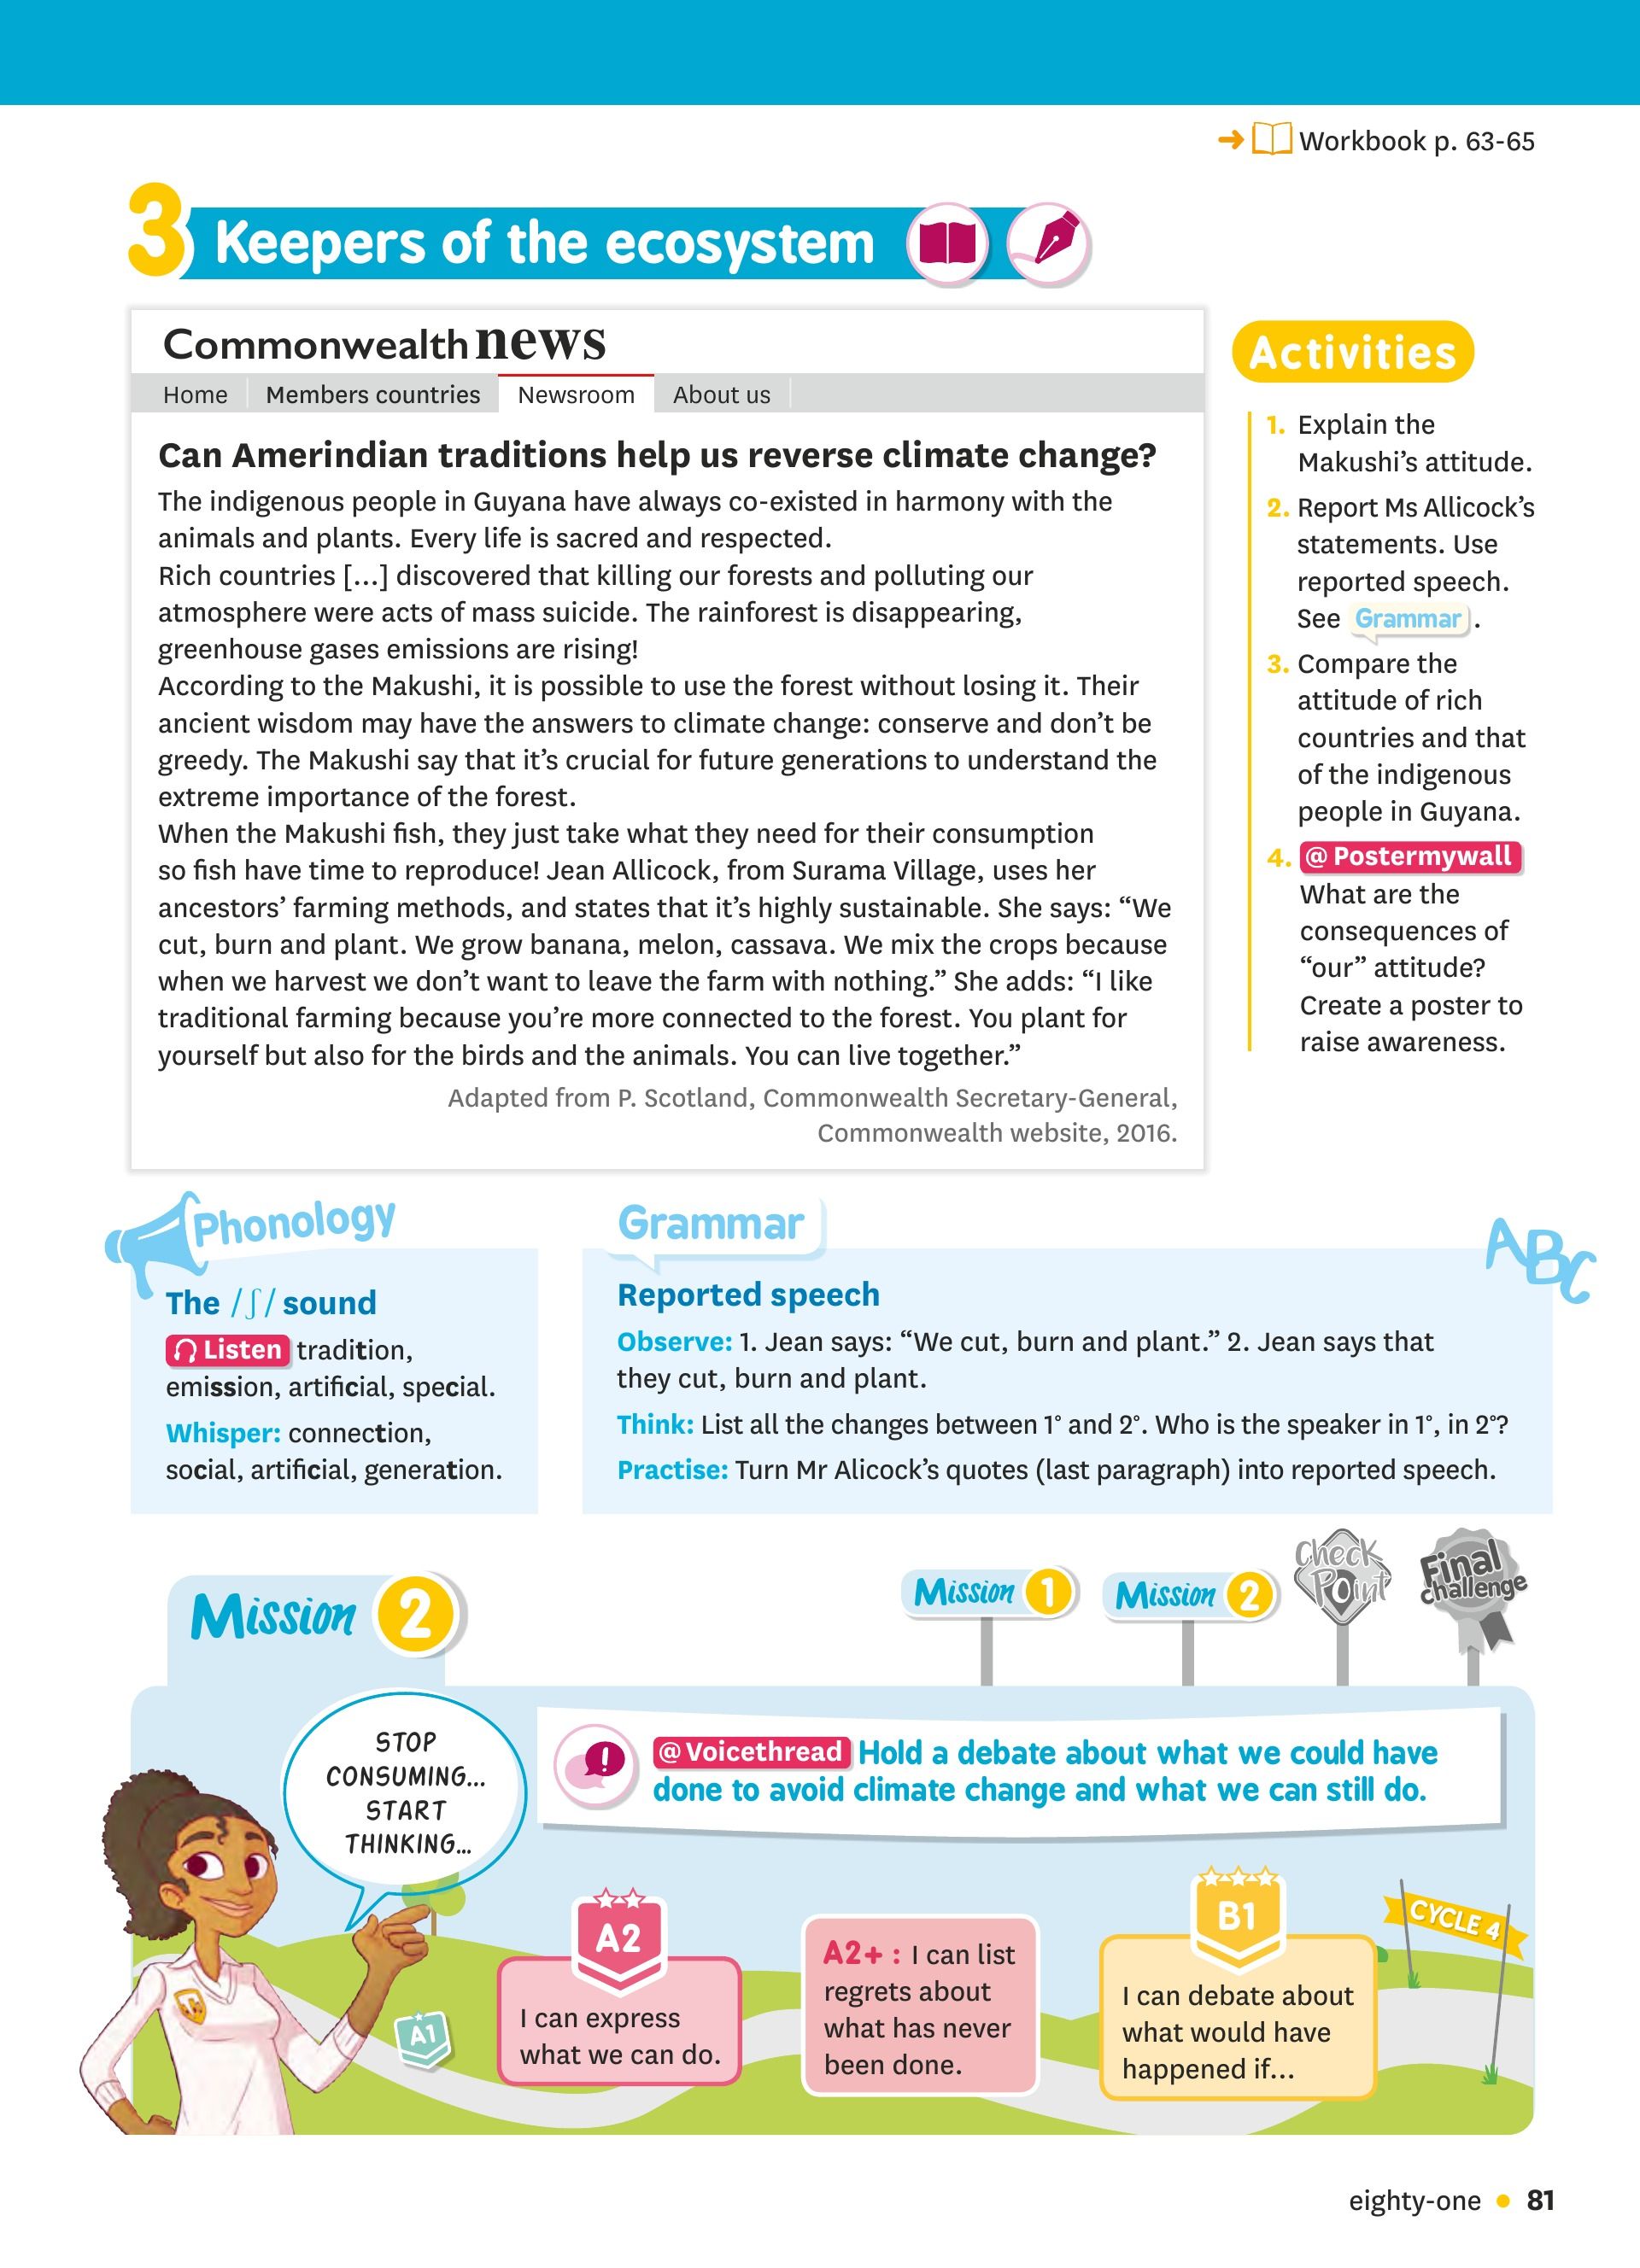 Workbook p. 63-65
3 Keepers of the ecosystem
Commonwealth news
Home Members countries Newsroom About us
Can Amerindian traditions help us reverse climate change?
The indigenous people in Guyana have always co-existed in harmony with the
animals and plants. Every life is sacred and respected.
Rich countries [...] discovered that killing our forests and polluting our
atmosphere were acts of mass suicide. The rainforest is disappearing,
greenhouse gases emissions are rising!
According to the Makushi, it is possible to use the forest without losing it. Their
ancient wisdom may have the answers to climate change: conserve and don't be
greedy. The Makushi say that it's crucial for future generations to understand the
extreme importance of the forest.
When the Makushi fish, they just take what they need for their consumption
so fish have time to reproduce! Jean Allicock, from Surama Village, uses her
ancestors' farming methods, and states that it's highly sustainable. She says: “We
cut, burn and plant. We grow banana, melon, cassava. We mix the crops because
when we harvest we don't want to leave the farm with nothing.” She adds: “I like
traditional farming because you're more connected to the forest. You plant for
yourself but also for the birds and the animals. You can live together.”
Adapted from P. Scotland, Commonwealth Secretary-General,
Commonwealth website, 2016.
Activities
1. Explain the
Makushi's attitude.
2. Report Ms Allicock's
statements. Use
reported speech.
See Grammar.
3. Compare the
attitude of rich
countries and that
of the indigenous
people in Guyana.
4. @ Postermywall
What are the
consequences of
“our” attitude?
Create a poster to
raise awareness.
Phonology
The /ʃ/ sound
Listen tradition,
emission, artificial, special.
Whisper: connection,
social, artificial, generation.
Grammar
ABC
Reported speech
Observe: 1. Jean says: “We cut, burn and plant.” 2. Jean says that
they cut, burn and plant.
Think: List all the changes between 1° and 2°. Who is the speaker in 1°, in 2°?
Practise: Turn Mr Alicock's quotes (last paragraph) into reported speech.
Mission 2
Mission 1
Mission 2
Check
Point
Final
challenge
STOP
CONSUMING...
START
THINKING...
@ Voicethread Hold a debate about what we could have
done to avoid climate change and what we can still do.
A1
A2
I can express
what we can do.
A2+ : I can list
regrets about
what has never
been done.
B1
I can debate about
what would have
happened if...
CYCLE 4
eighty-one • 81